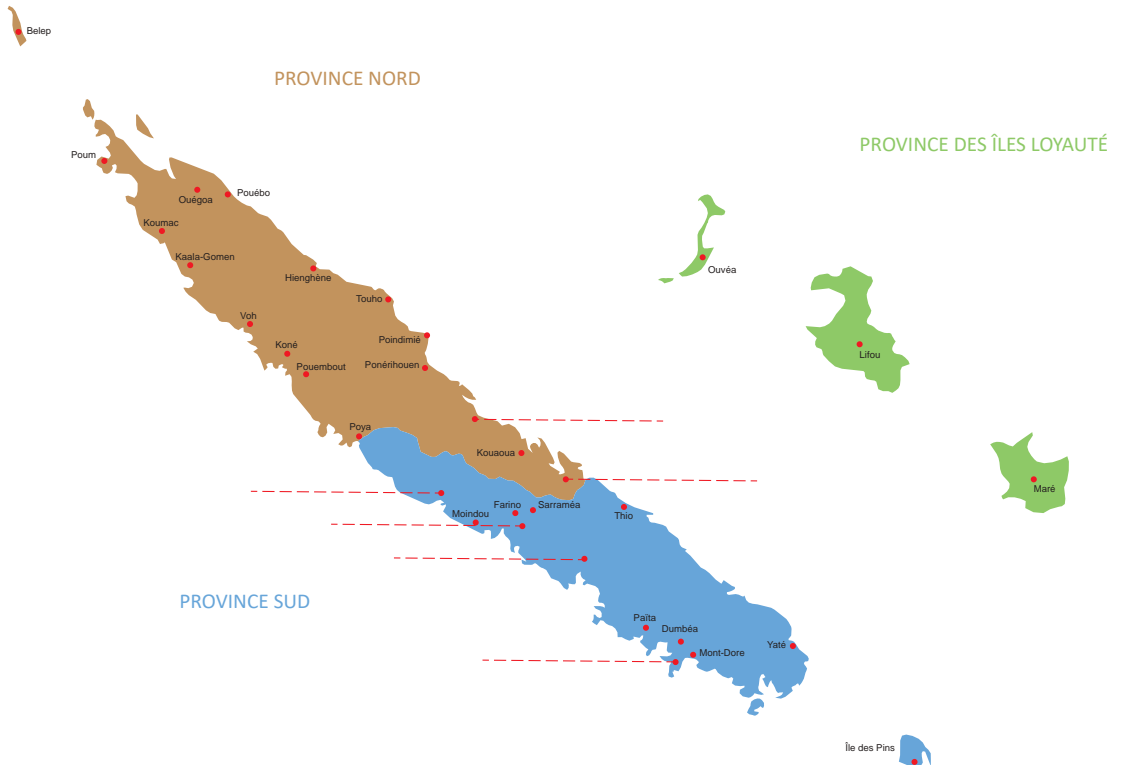 Belep
PROVINCE NORD
PROVINCE DES ÎLES LOYAUTÉ
Poum
Pouébo
Ouégoa
Koumac
Kaala-Gomen
Hienghène
Ouvéa
Touho
Voh
Poindimié
Koné
Lifou
Pouembout
Ponérihouen
Poya
Kouaoua
Maré
Farino
Sarraméa
Moindou
Thio
PROVINCE SUD
Païta
Dumbéa
Yaté
Mont-Dore
Île des Pins